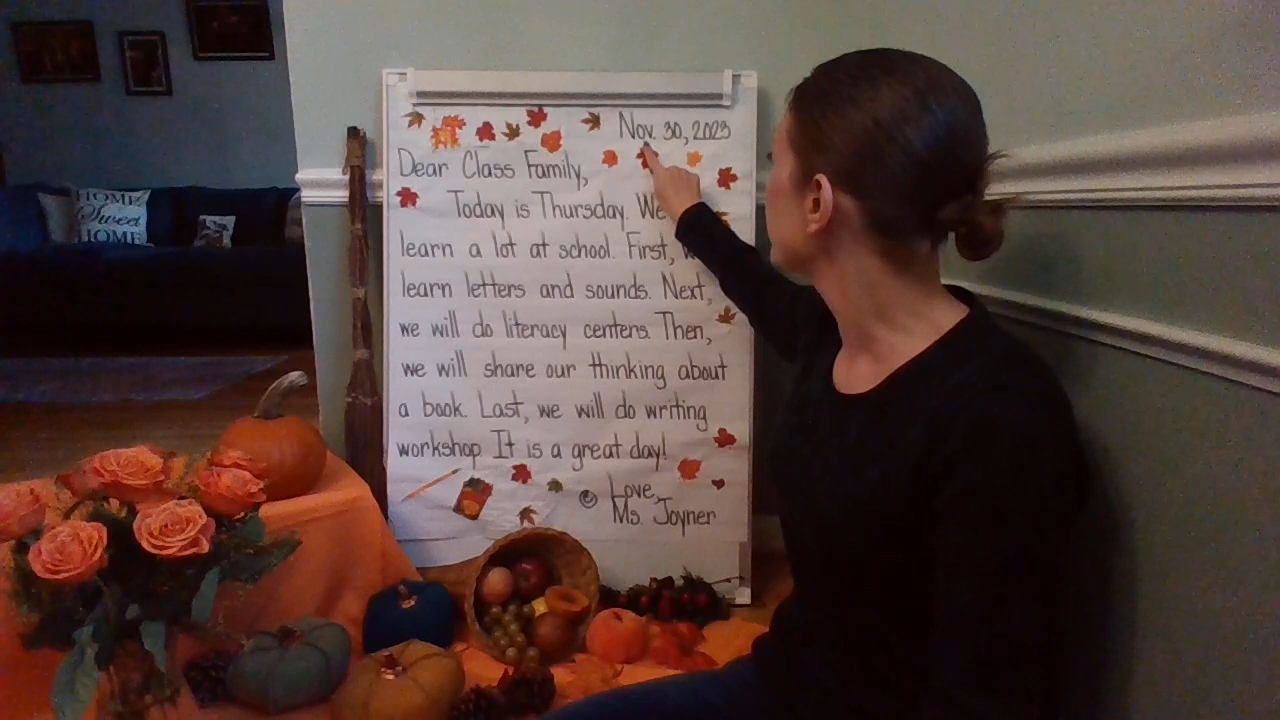 HOME
Sweet
HOME
Nov. 30, 2023
Dear Class Family,
Today is Thursday. We
learn a lot at school. First,
learn letters and sounds. Next,
we will do literacy centers. Then,
we will share our thinking about
a book. Last, we will do writing
workshop. It is a great day!
Love,
Ms. Joyner